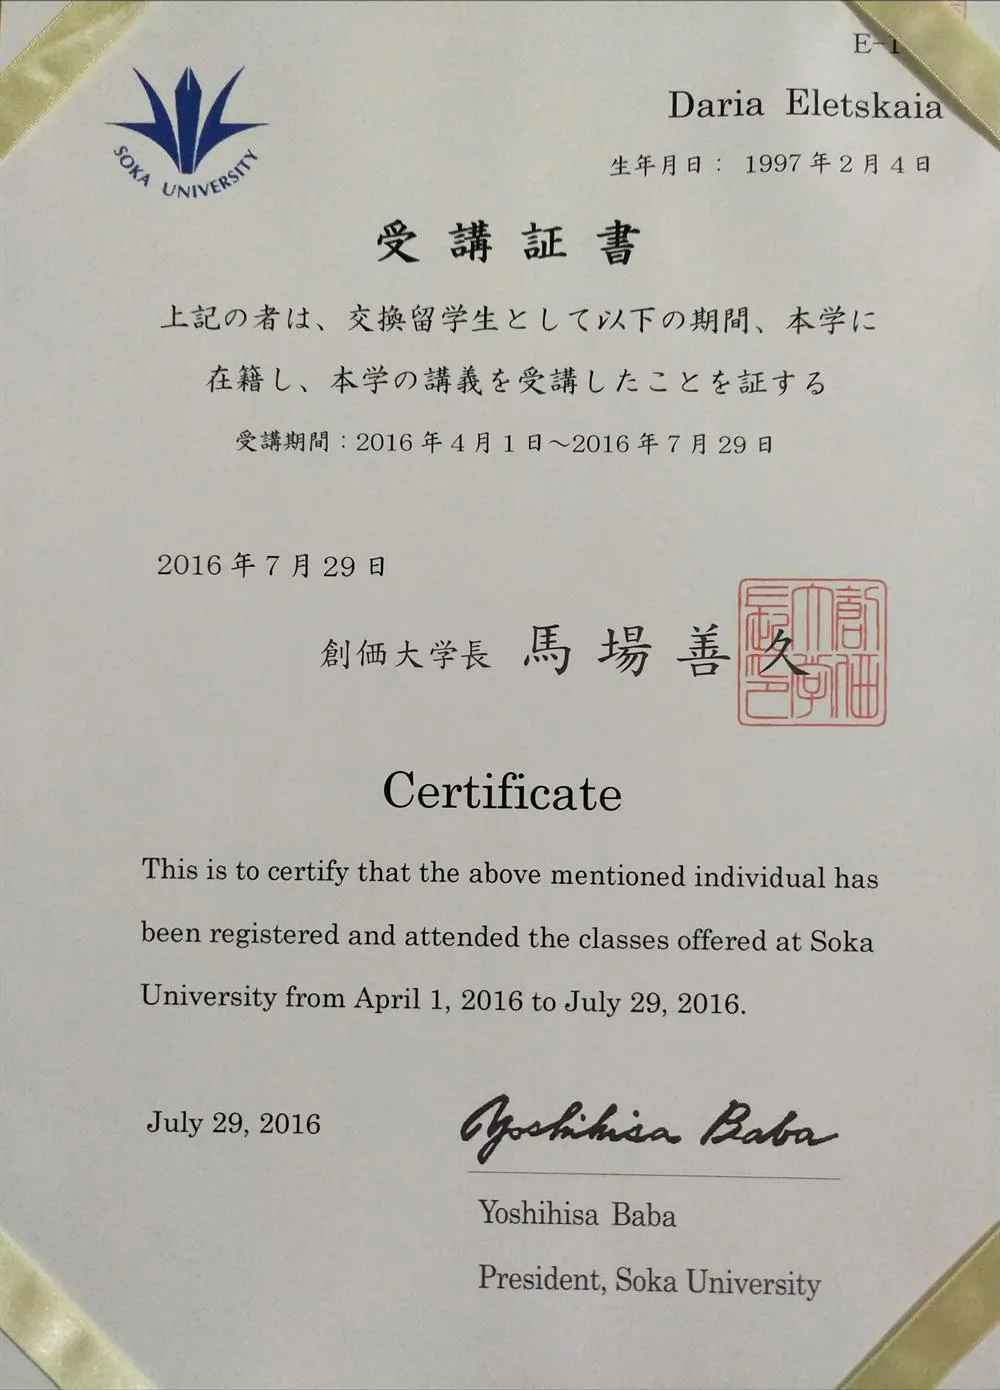 E-1
Daria Eletskaia
SOKA UNIVERSITY
生年月日： 1997年2月4日
受講証書
上記の者は、交換留学生として以下の期間、本学に
在籍し、本学の講義を受講したことを証する
受講期間：2016年4月1日〜2016年7月29日
2016年7月29日
創価大学長 馬場善久
創価
大学
長印
Certificate
This is to certify that the above mentioned individual has
been registered and attended the classes offered at Soka
University from April 1, 2016 to July 29, 2016.
July 29, 2016
Yoshihisa Baba
Yoshihisa Baba
President, Soka University